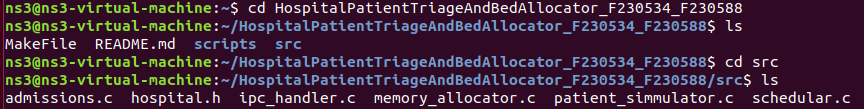 ns3@ns3-virtual-machine:~$ cd HospitalPatientTriageAndBedAllocator_F230534_F230588
ns3@ns3-virtual-machine:~/HospitalPatientTriageAndBedAllocator_F230534_F230588$ ls
MakeFile  README.md  scripts  src
ns3@ns3-virtual-machine:~/HospitalPatientTriageAndBedAllocator_F230534_F230588$ cd src
ns3@ns3-virtual-machine:~/HospitalPatientTriageAndBedAllocator_F230534_F230588/src$ ls
admissions.c  hospital.h  ipc_handler.c  memory_allocator.c  patient_simmulator.c  schedular.c